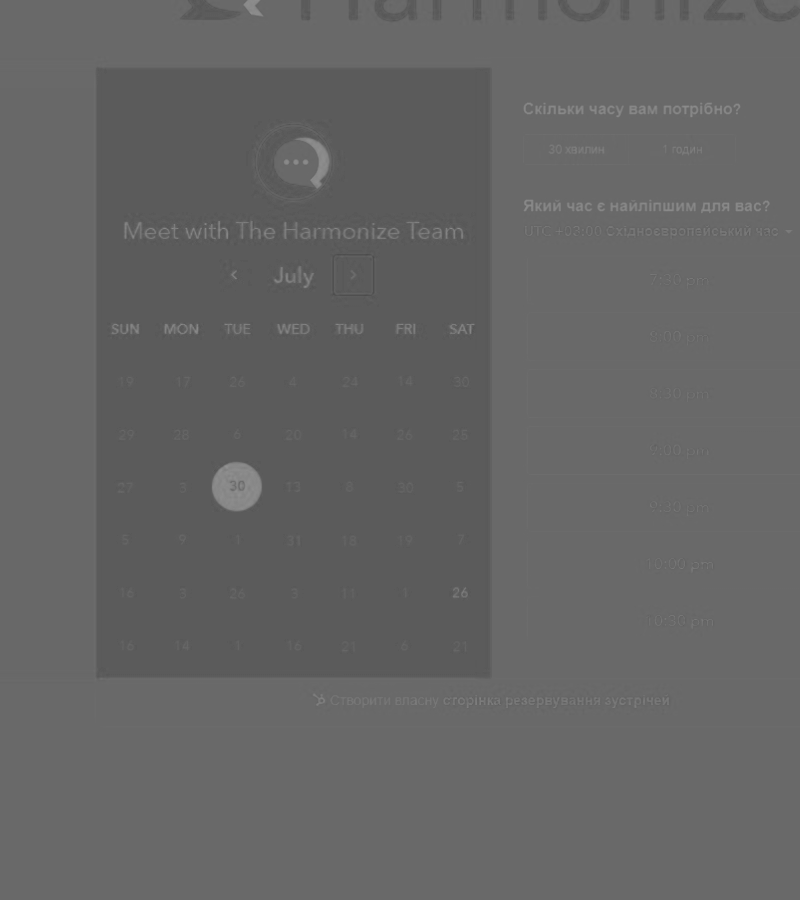 Harmonize
Meet with The Harmonize Team
July
SUN MON TUE WED THU FRI SAT
19 17 26 4 24 14 30
29 28 6 20 14 26 25
27 3 30 13 8 30 5
5 9 1 31 18 19 7
16 3 26 3 11 1 26
16 14 1 16 21 6 21
Скільки часу вам потрібно?
30 хвилин 1 годин
Який час є найліпшим для вас?
UTC +02:00 Східноєвропейський час
7:30 pm
8:00 pm
8:30 pm
9:00 pm
9:30 pm
10:00 pm
10:30 pm
Створити власну сторінка резервування зустрічей